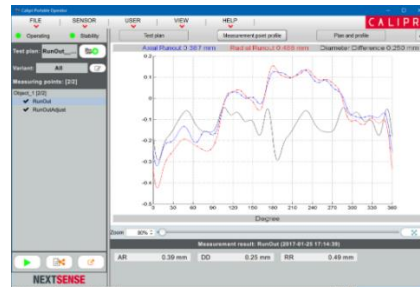 Calipri Portable Operator
FILE SENSOR USER VIEW HELP
CALIPR
Operating Stability
Test plan: RunOut_...
Variant: All
Measuring points: [2/2]
Object_1 [2/2]
RunOut
RunOutAdjust
Test plan Measurement point profile Plan and profile
Axial Runout 0.387 mm Radial Runout 0.488 mm Diameter Difference 0.253 mm
0.2
0.1
0
-0.1
-0.2
-0.3
-0.4
-0.5
0 30 60 90 120 150 180 210 240 270 300 330 360
Degree
Zoom 80%
Measurement result: RunOut (2017-01-25 17:14:39)
AR 0.39 mm DD 0.25 mm RR 0.49 mm
NEXTSENSE